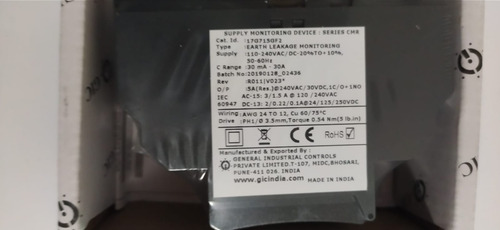 SUPPLY MONITORING DEVICE : SERIES CMR
Cat. Id. : 17G715GF2
Type : EARTH LEAKAGE MONITORING
Supply : 110-240VAC/DC-20%TO+10%,
50-60Hz
C Range : 30 mA - 30A
Batch No : 20190128_02436
Rev : R011|V023*
O/P : 5A(Res.)@240VAC/30VDC,1C/O+1NO
IEC AC-15: 3/1.5 A @ 120 /240VAC
60947 DC-13: 2/0.22/0.1A@24/125/250VDC
Wiring: AWG 24 TO 12, Cu 60/75°C
Drive : PH1/Ø 3.5mm,Torque 0.54 Nm(5 lb.in)
CE RoHS
Manufactured & Exported by:
GENERAL INDUSTRIAL CONTROLS
PRIVATE LIMITED.T-107, MIDC,BHOSARI,
PUNE-411 026. INDIA.
www.gicindia.com MADE IN INDIA
GIC